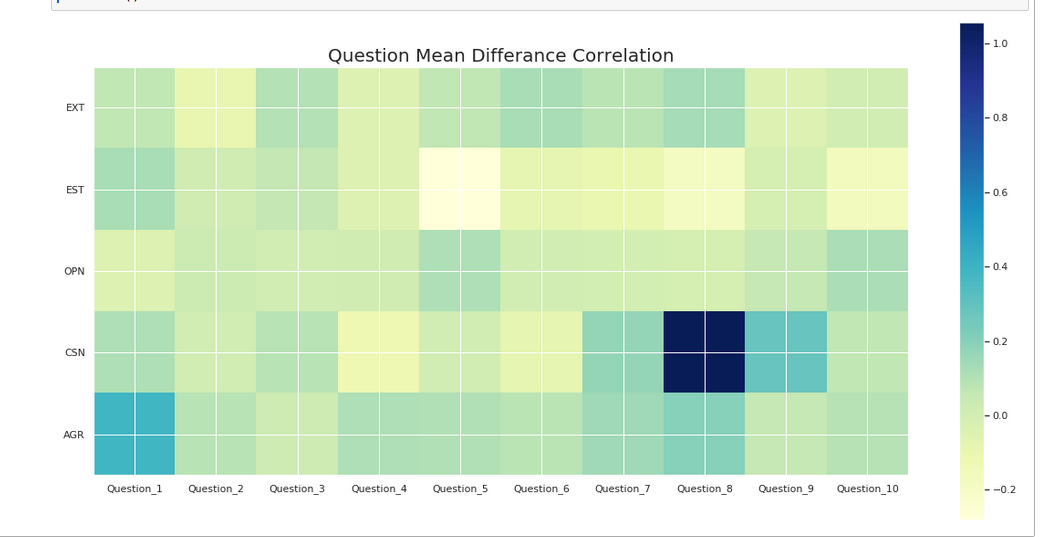 Question Mean Differance Correlation
EXT
EST
OPN
CSN
AGR
Question_1 Question_2 Question_3 Question_4 Question_5 Question_6 Question_7 Question_8 Question_9 Question_10
1.0
0.8
0.6
0.4
0.2
0.0
−0.2